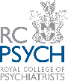 RC
PSYCH
ROYAL COLLEGE OF
PSYCHIATRISTS